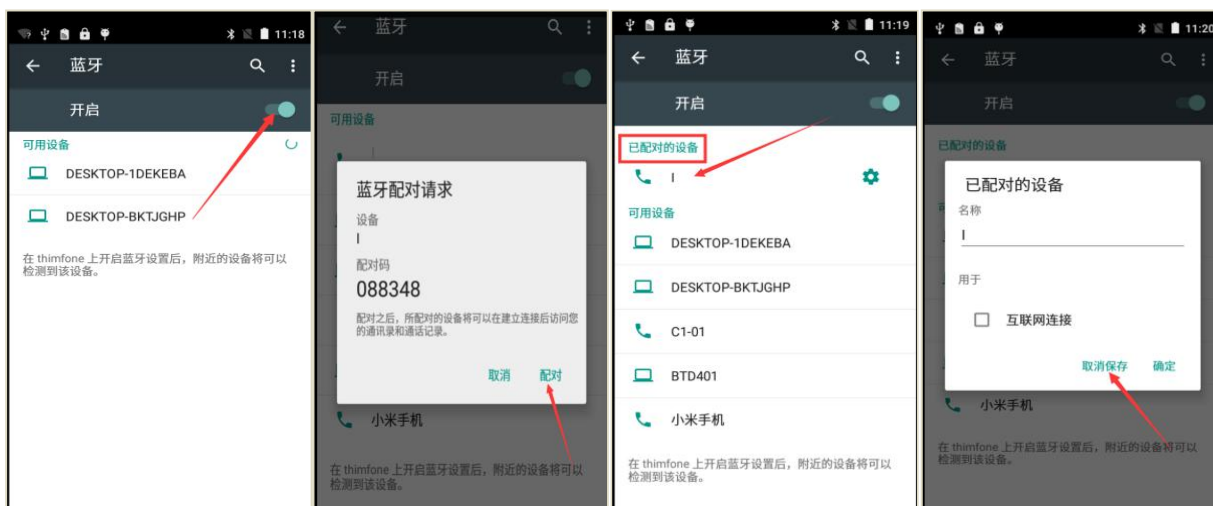 11:18
蓝牙
开启
可用设备
DESKTOP-1DEKEBA
DESKTOP-BKTJGHP
在 thimfone 上开启蓝牙设置后，附近的设备将可以
检测到该设备。
蓝牙
开启
可用设备
蓝牙配对请求
设备
l
配对码
088348
配对之后，所配对的设备将可以在建立连接后访问您
的通讯录和通话记录。
取消 配对
小米手机
在 thimfone 上开启蓝牙设置后，附近的设备将可以
检测到该设备。
11:19
蓝牙
开启
已配对的设备
l
可用设备
DESKTOP-1DEKEBA
DESKTOP-BKTJGHP
C1-01
BTD401
小米手机
在 thimfone 上开启蓝牙设置后，附近的设备将可以
检测到该设备。
11:20
蓝牙
开启
已配对的设备
已配对的设备
名称
l
用于
互联网连接
取消保存 确定
小米手机
在 thimfone 上开启蓝牙设置后，附近的设备将可以
检测到该设备。